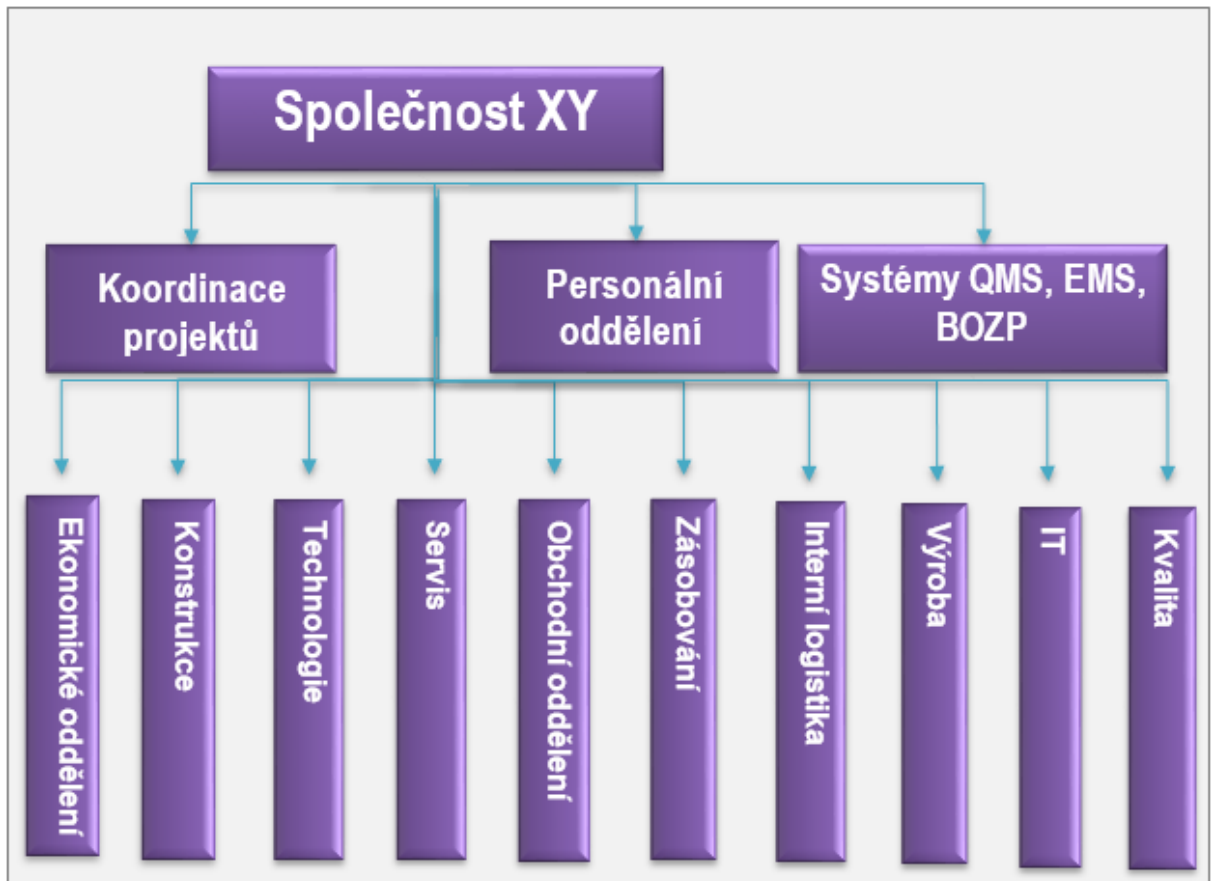 Společnost XY
Koordinace
projektů
Personální
oddělení
Systémy QMS, EMS,
BOZP
Ekonomické oddělení
Konstrukce
Technologie
Servis
Obchodní oddělení
Zásobování
Interní logistika
Výroba
IT
Kvalita